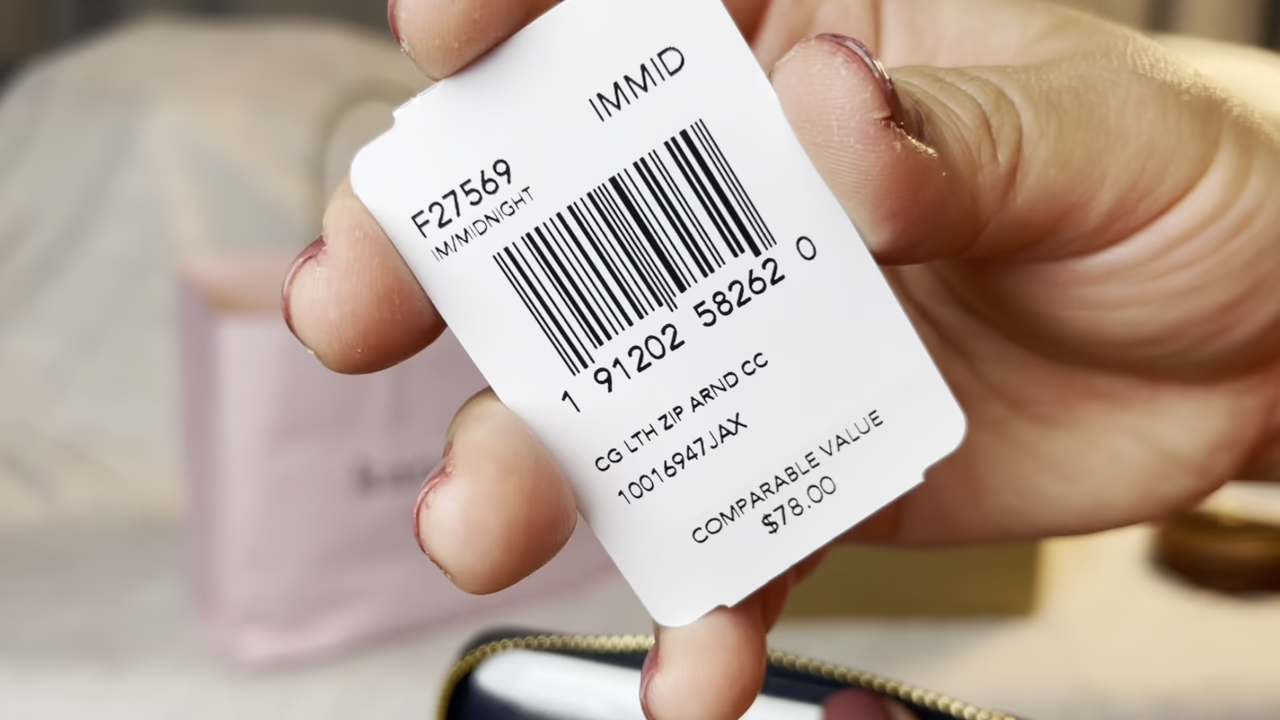 IMMID
F27569
IM/MIDNIGHT
1 91202 58262 0
CG LTH ZIP ARND CC
10016947JAX
COMPARABLE VALUE
$78.00